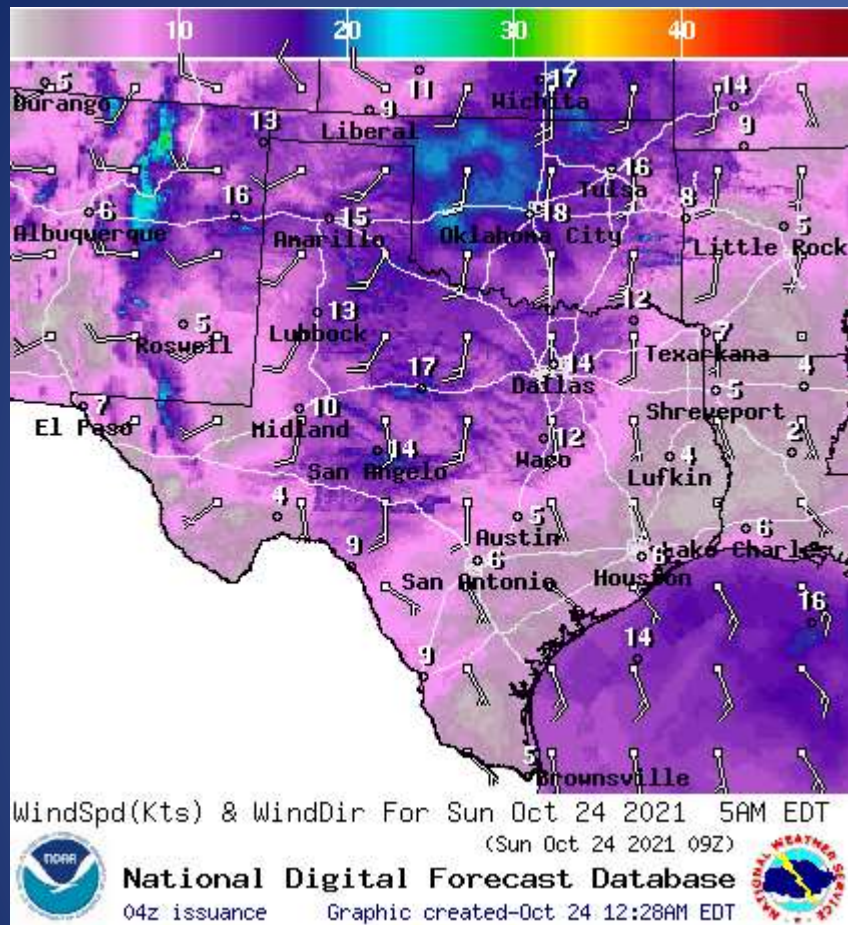 10 20 30 40
5 11 17 14
Durango Wichita
9
Liberal
13 9
16
Tulsa
6 16 15 18 8 5
Albuquerque Amarillo Oklahoma City Little Rock
5 13 12 7
Roswell Lubbock Texarkana
17 14 4
Dallas
7 10 5
El Paso Midland Shreveport
14 12 4 2
San Angelo Waco Lufkin
4 5 6
Austin Lake Charles
9 6 6
San Antonio Houston
16
14
9
5
Brownsville
WindSpd(Kts) & WindDir For Sun Oct 24 2021 5AM EDT
(Sun Oct 24 2021 09Z)
NOAA
National Digital Forecast Database
04z issuance Graphic created-Oct 24 12:28AM EDT
NATIONAL WEATHER SERVICE